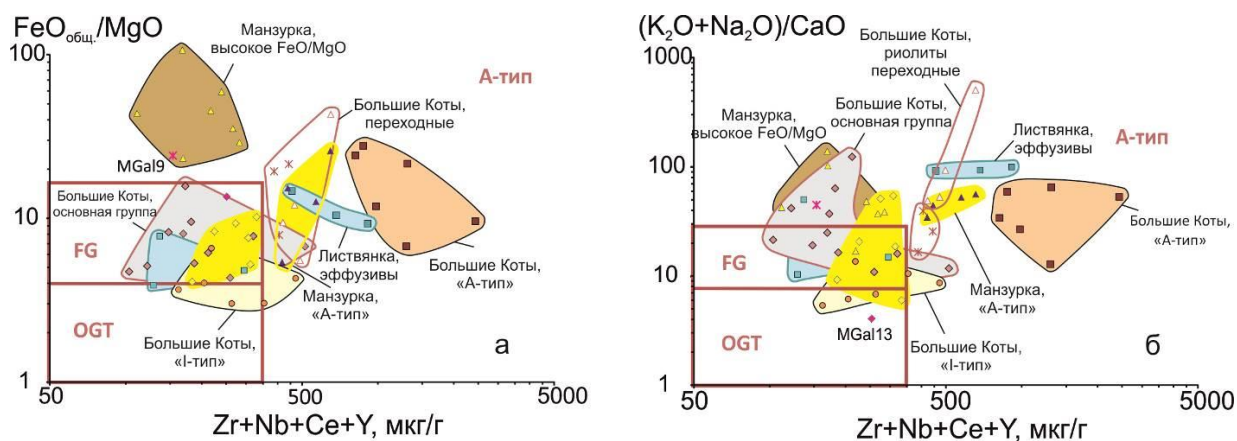 FeOобщ./MgO
100
10
1
50
500
5000
Zr+Nb+Ce+Y, мкг/г
Манзурка,
высокое FeO/MgO
А-тип
Большие Коты,
переходные
MGal9
Большие Коты,
основная группа
FG
OGT
Листвянка,
эффузивы
Большие Коты,
«А-тип»
Манзурка,
«А-тип»
Большие Коты,
«I-тип»
а
(K2O+Na2O)/CaO
1000
100
10
1
50
500
5000
Zr+Nb+Ce+Y, мкг/г
Большие Коты,
риолиты
переходные
Большие Коты,
основная группа
Манзурка,
высокое FeO/MgO
Листвянка,
эффузивы
А-тип
Большие Коты,
«А-тип»
FG
OGT
Манзурка,
«А-тип»
MGal13
Большие Коты,
«I-тип»
б